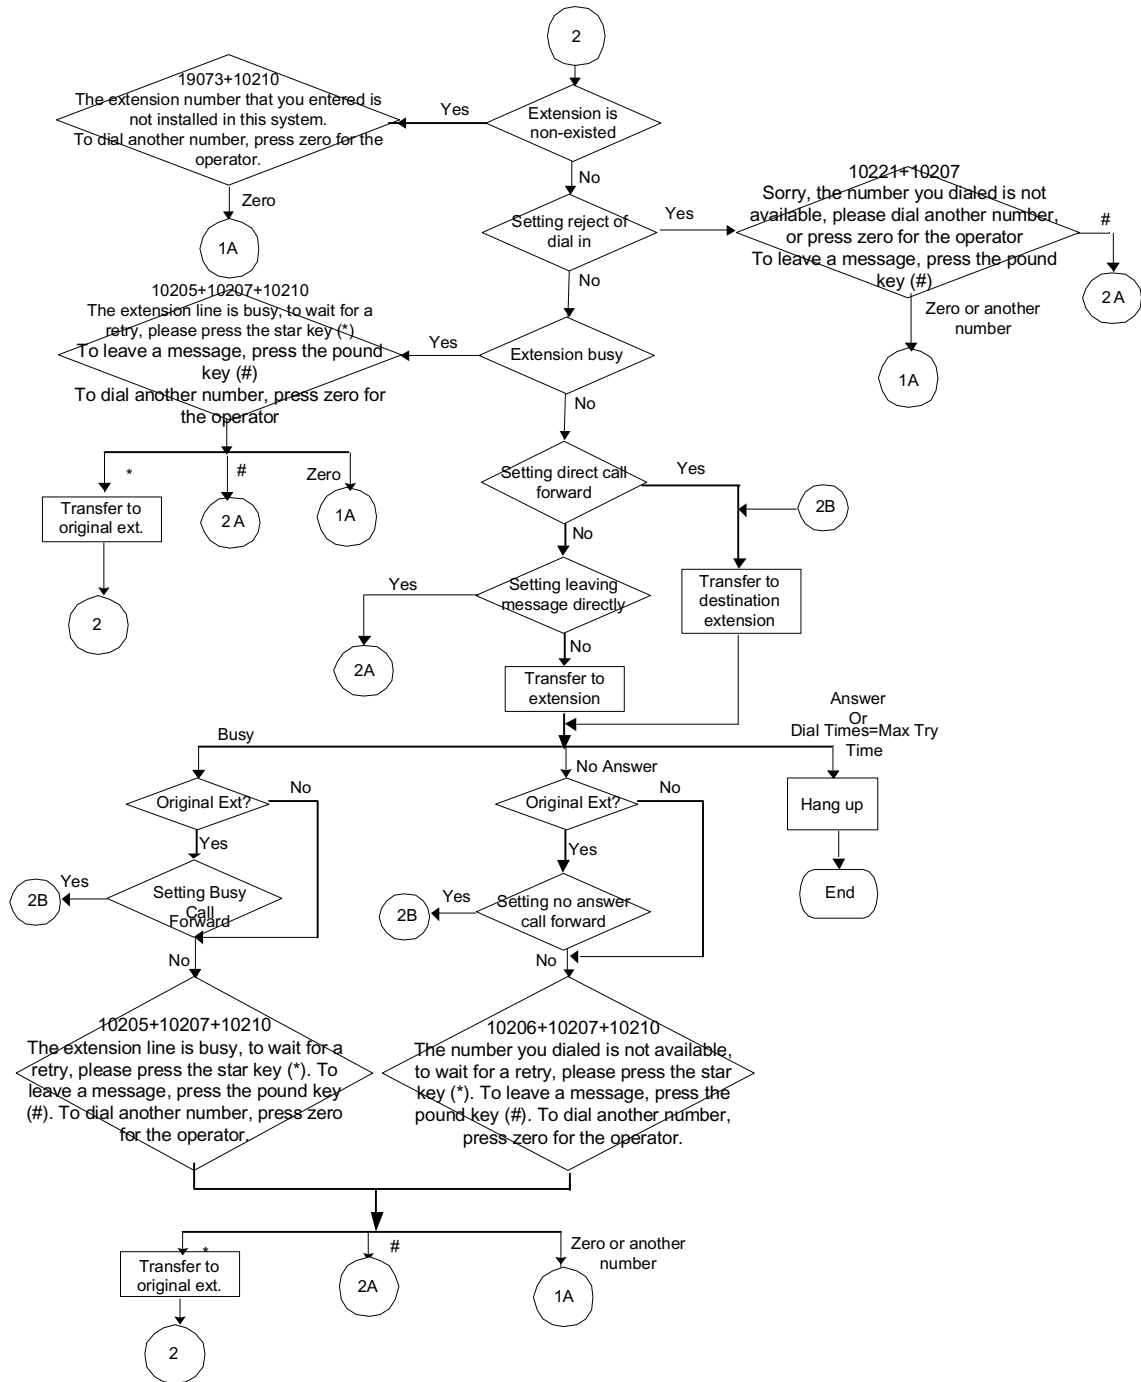 2
19073+10210
The extension number that you entered is
not installed in this system.
To dial another number, press zero for the
operator.
Yes
Extension is
non-existed
No
Zero
1A
Setting reject of
dial in
Yes
10221+10207
Sorry, the number you dialed is not
available, please dial another number,
or press zero for the operator
To leave a message, press the pound
key (#)
#
2 A
Zero or another
number
1A
No
10205+10207+10210
The extension line is busy, to wait for a
retry, please press the star key (*)
To leave a message, press the pound
key (#)
To dial another number, press zero for
the operator
Yes
Extension busy
No
*
#
Zero
Transfer to
original ext.
2 A
1A
2
Setting direct call
forward
Yes
2B
No
Yes
Setting leaving
message directly
Transfer to
destination
extension
2A
No
Transfer to
extension
Answer
Or
Dial Times=Max Try
Time
Busy
No Answer
Original Ext?
No
Original Ext?
No
Hang up
Yes
Yes
End
2B
Yes
Setting Busy
Call
Forward
2B
Yes
Setting no answer
call forward
No
No
10205+10207+10210
The extension line is busy, to wait for a
retry, please press the star key (*). To
leave a message, press the pound key
(#). To dial another number, press zero
for the operator.
10206+10207+10210
The number you dialed is not available,
to wait for a retry, please press the star
key (*). To leave a message, press the
pound key (#). To dial another number,
press zero for the operator.
*
#
Zero or another
number
Transfer to
original ext.
2A
1A
2